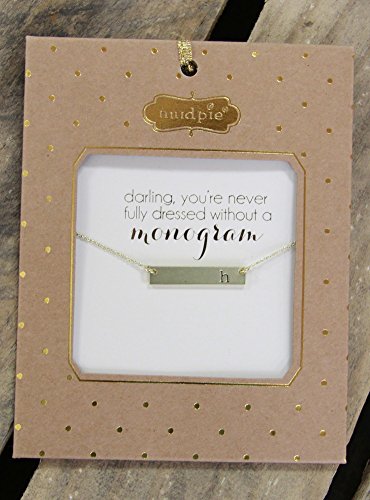 mudpie®
darling, you're never
fully dressed without a
monogram
h